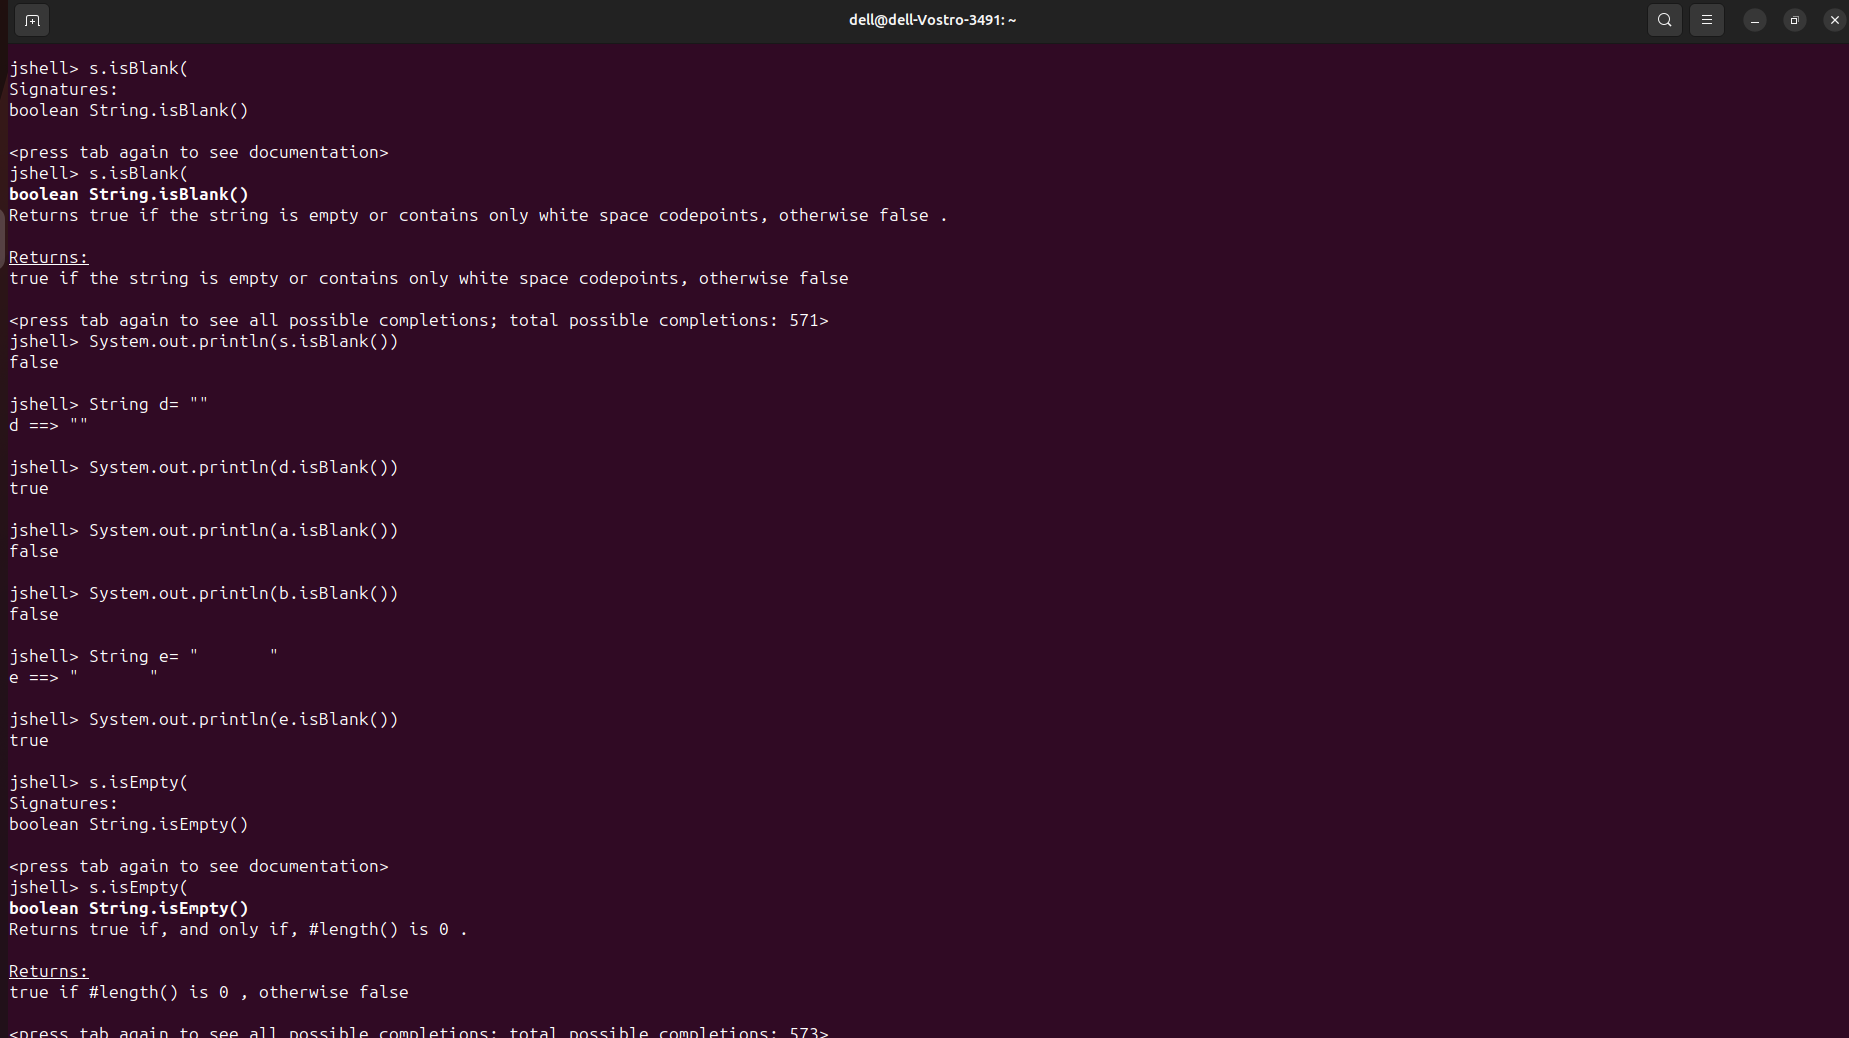 dell@dell-Vostro-3491: ~
jshell> s.isBlank(
Signatures:
boolean String.isBlank()
<press tab again to see documentation>
jshell> s.isBlank(
boolean String.isBlank()
Returns true if the string is empty or contains only white space codepoints, otherwise false .
Returns:
true if the string is empty or contains only white space codepoints, otherwise false
<press tab again to see all possible completions; total possible completions: 571>
jshell> System.out.println(s.isBlank())
false
jshell> String d= ""
d ==> ""
jshell> System.out.println(d.isBlank())
true
jshell> System.out.println(a.isBlank())
false
jshell> System.out.println(b.isBlank())
false
jshell> String e= "       "
e ==> "       "
jshell> System.out.println(e.isBlank())
true
jshell> s.isEmpty(
Signatures:
boolean String.isEmpty()
<press tab again to see documentation>
jshell> s.isEmpty(
boolean String.isEmpty()
Returns true if, and only if, #length() is 0 .
Returns:
true if #length() is 0 , otherwise false
<press tab again to see all possible completions; total possible completions: 573>